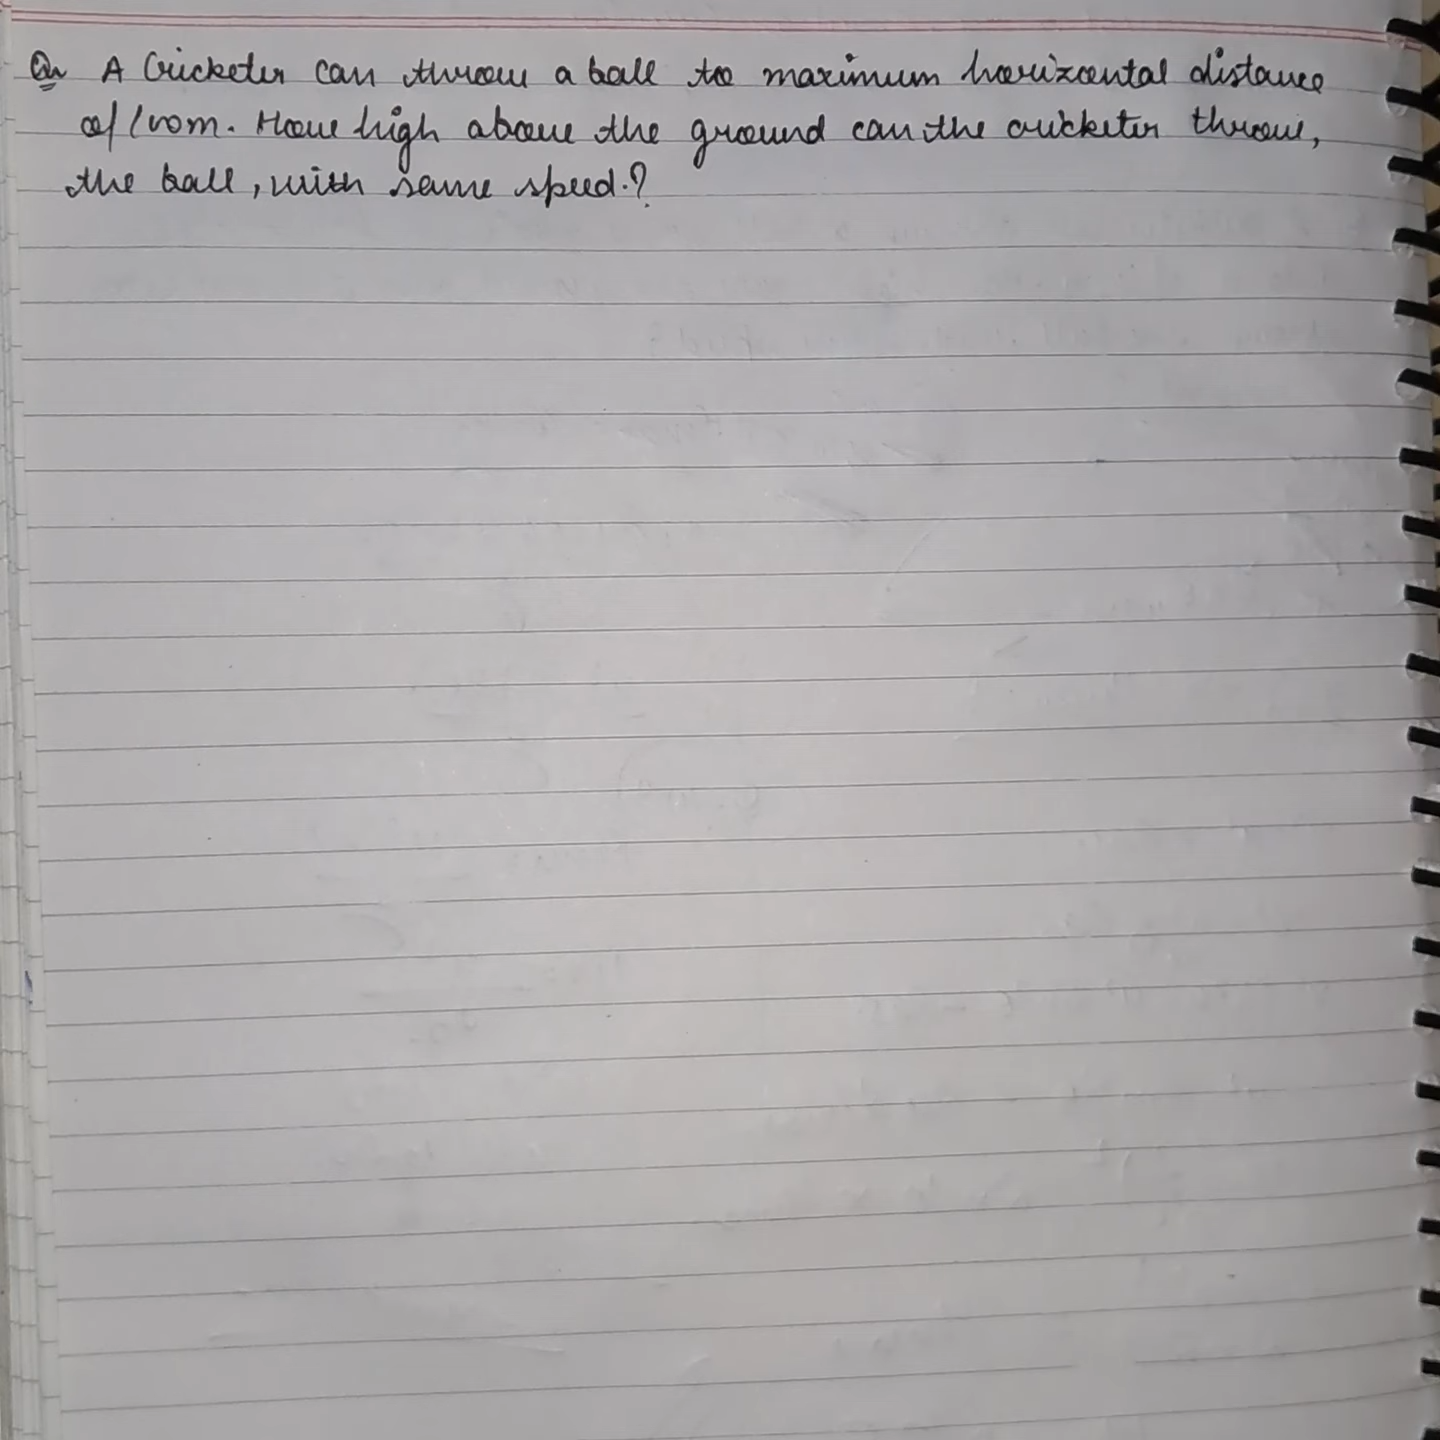 Qn A Cricketer can throw a ball to maximum horizontal distance
of 100m. How high above the ground can the cricketer throw,
the ball, with same speed.?